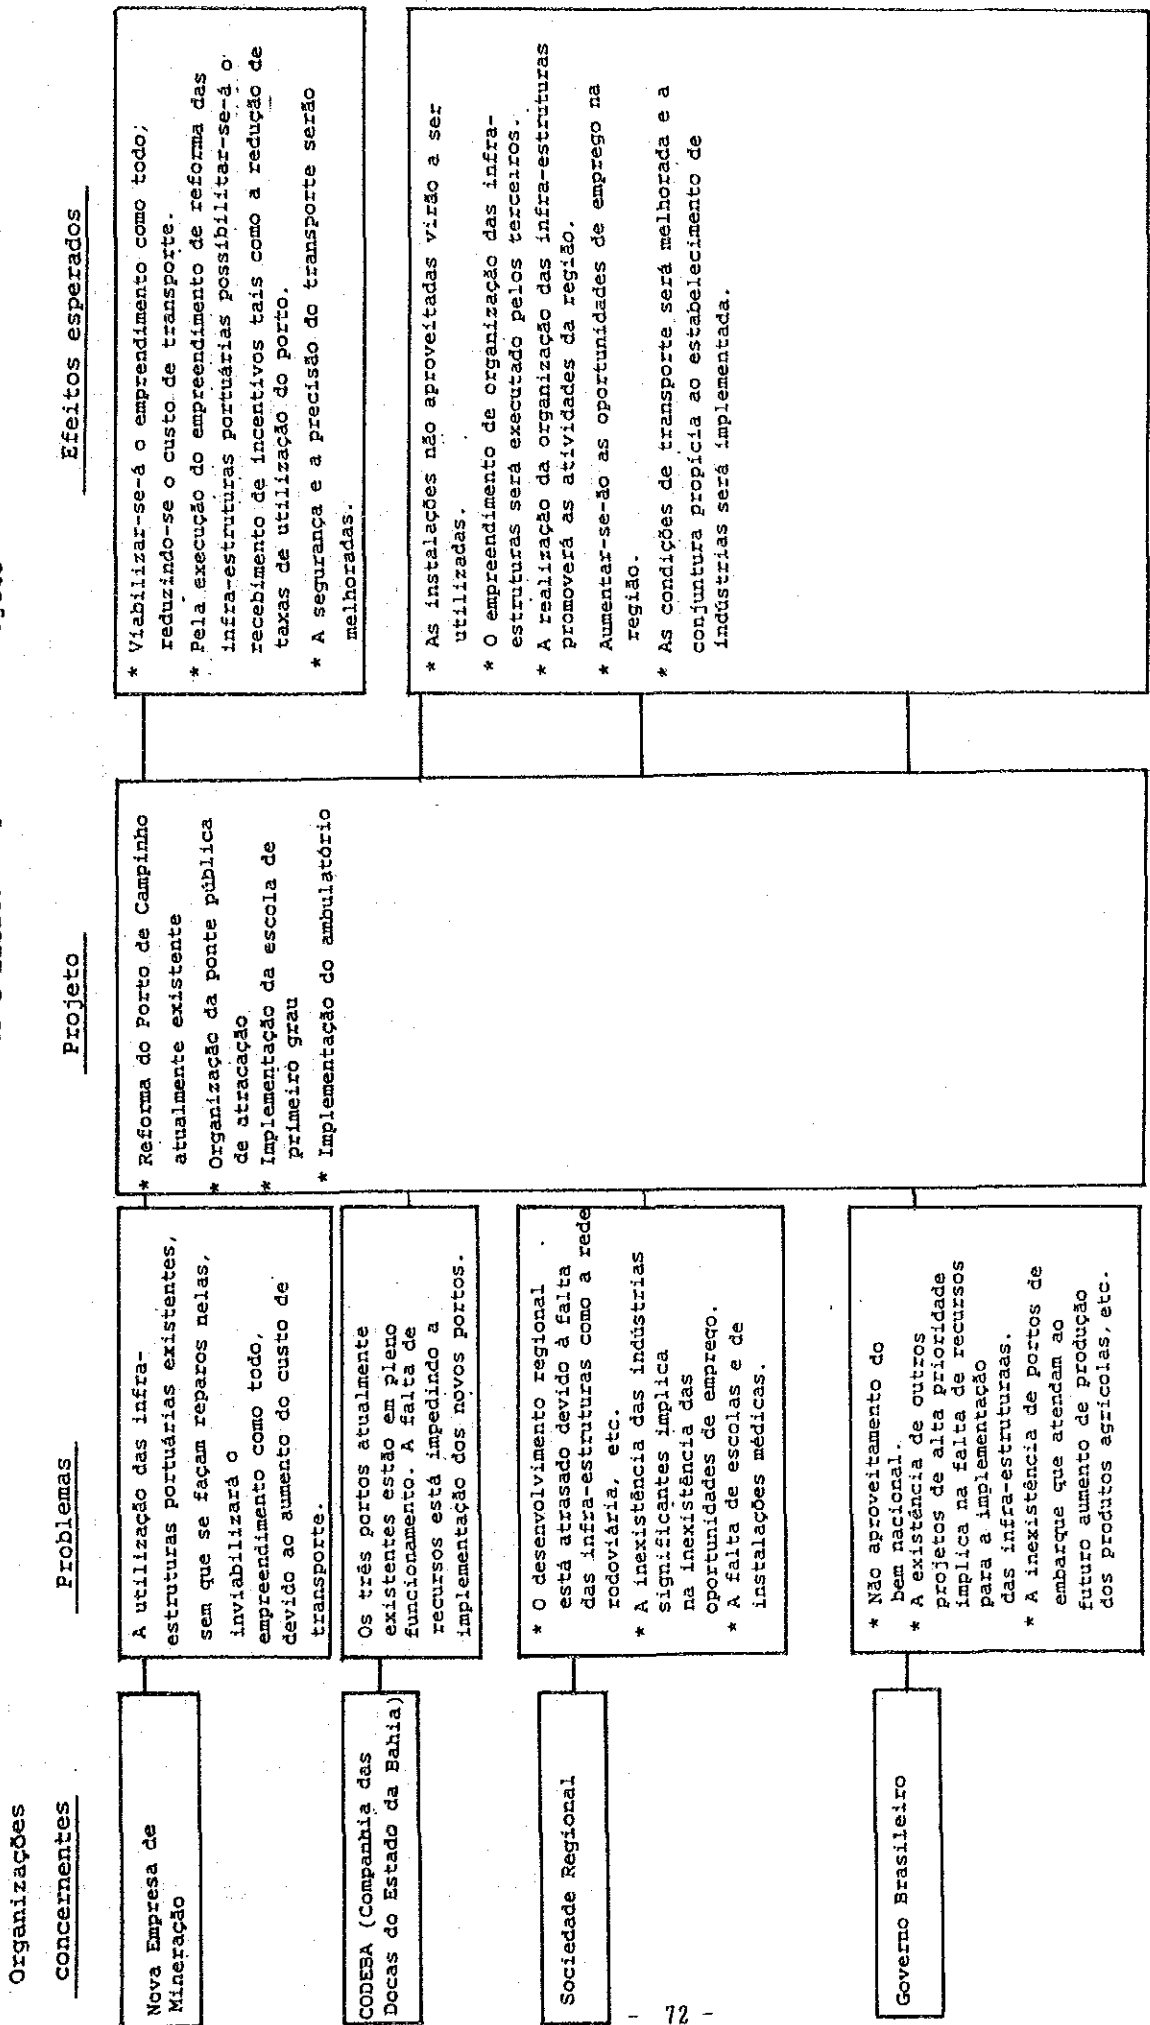 Organizações
concernentes
Problemas
Projeto
Efeitos esperados
Nova Empresa de
Mineração
A utilização das infra-
estruturas portuárias existentes,
sem que se façam reparos nelas,
inviabilizará o
empreendimento como todo,
devido ao aumento do custo de
transporte.
CODEBA (Companhia das
Docas do Estado da Bahia)
Os três portos atualmente
existentes estão em pleno
funcionamento. A falta de
recursos está impedindo a
implementação dos novos portos.
Sociedade Regional
* O desenvolvimento regional
está atrasado devido à falta
das infra-estruturas como a rede
rodoviária, etc.
* A inexistência das indústrias
significantes implica
na inexistência das
oportunidades de emprego.
* A falta de escolas e de
instalações médicas.
Governo Brasileiro
* Não aproveitamento do
bem nacional.
* A existência de outros
projetos de alta prioridade
implica na falta de recursos
para a implementação
das infra-estruturaas.
* A inexistência de portos de
embarque que atendam ao
futuro aumento de produção
dos produtos agrícolas, etc.
* Reforma do Porto de Campinho
atualmente existente
* Organização da ponte pública
de atracação
* Implementação da escola de
primeiro grau
* Implementação do ambulatório
* Viabilizar-se-á o emprendimento como todo;
reduzindo-se o custo de transporte.
* Pela execução do empreendimento de reforma das
infra-estruturas portuárias possibilitar-se-á o
recebimento de incentivos tais como a redução de
taxas de utilização do porto.
* A segurança e a precisão do transporte serão
melhoradas.
* As instalações não aproveitadas virão a ser
utilizadas.
* O empreendimento de organização das infra-
estruturas será executado pelos terceiros.
* A realização da organização das infra-estruturas
promoverá as atividades da região.
* Aumentar-se-ão as oportunidades de emprego na
região.
* As condições de transporte será melhorada e a
conjuntura propícia ao estabelecimento de
indústrias será implementada.
- 72 -